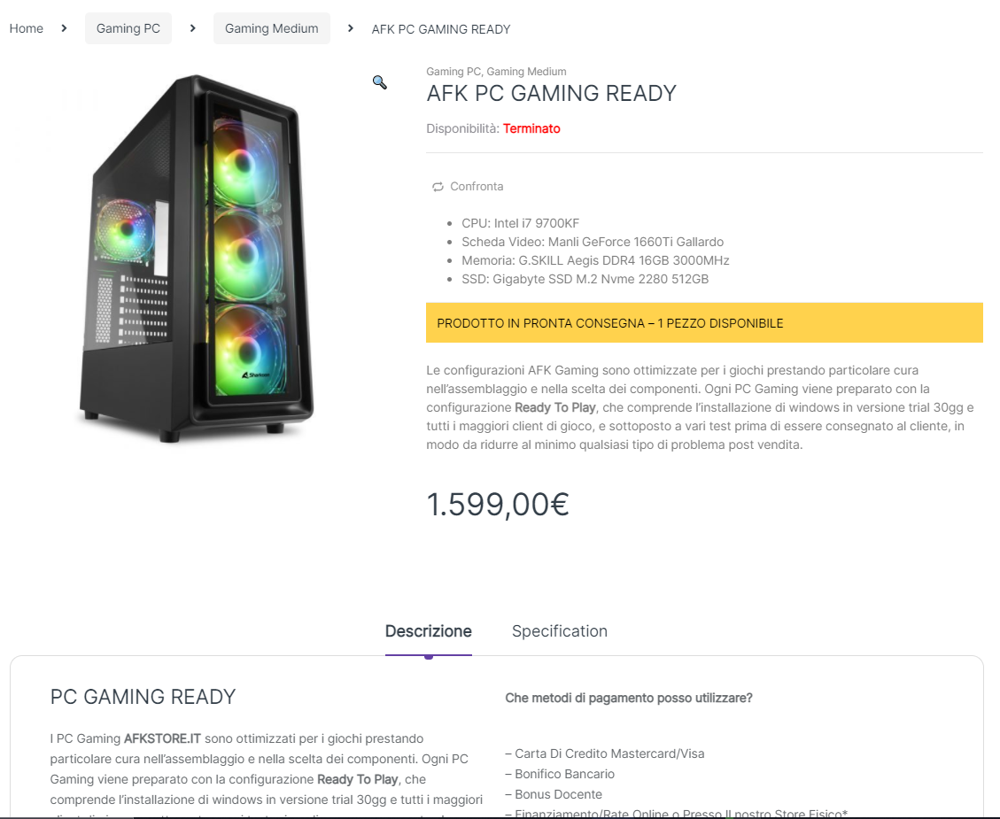 Home > Gaming PC > Gaming Medium > AFK PC GAMING READY
Gaming PC, Gaming Medium
AFK PC GAMING READY
Disponibilità: Terminato
Confronta
• CPU: Intel i7 9700KF
• Scheda Video: Manli GeForce 1660Ti Gallardo
• Memoria: G.SKILL Aegis DDR4 16GB 3000MHz
• SSD: Gigabyte SSD M.2 Nvme 2280 512GB
PRODOTTO IN PRONTA CONSEGNA – 1 PEZZO DISPONIBILE
Le configurazioni AFK Gaming sono ottimizzate per i giochi prestando particolare cura
nell’assemblaggio e nella scelta dei componenti. Ogni PC Gaming viene preparato con la
configurazione Ready To Play, che comprende l’installazione di windows in versione trial 30gg e
tutti i maggiori client di gioco, e sottoposto a vari test prima di essere consegnato al cliente, in
modo da ridurre al minimo qualsiasi tipo di problema post vendita.
1.599,00€
Sharkoon
Descrizione
Specification
PC GAMING READY
I PC Gaming AFKSTORE.IT sono ottimizzati per i giochi prestando
particolare cura nell’assemblaggio e nella scelta dei componenti. Ogni PC
Gaming viene preparato con la configurazione Ready To Play, che
comprende l’installazione di windows in versione trial 30gg e tutti i maggiori
Che metodi di pagamento posso utilizzare?
– Carta Di Credito Mastercard/Visa
– Bonifico Bancario
– Bonus Docente
– Finanziamento/Rate Online o Presso Il nostro Store Fisico*